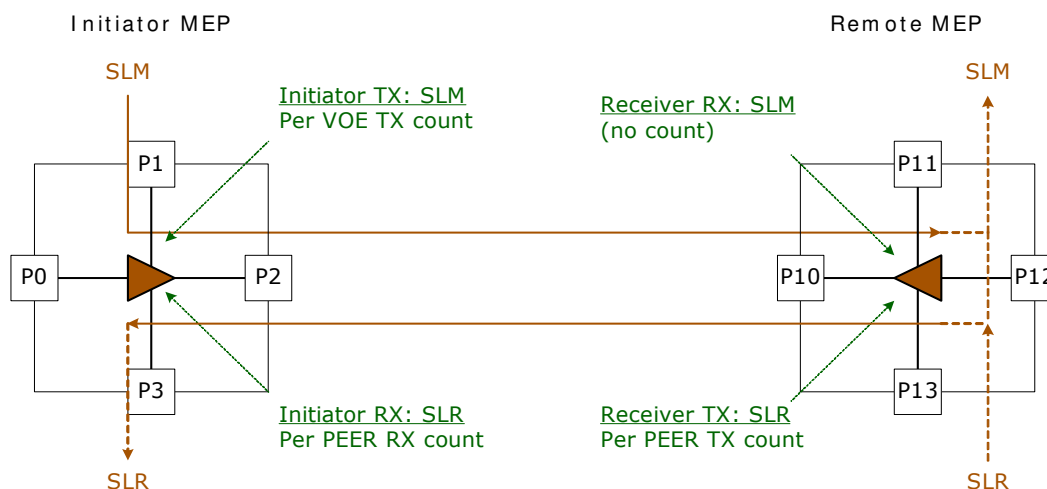 Initiator MEP
Remote MEP
SLM
SLM
Initiator TX: SLM
Per VOE TX count
Receiver RX: SLM
(no count)
P1
P11
P0
P2
P10
P12
P3
P13
Initiator RX: SLR
Per PEER RX count
Receiver TX: SLR
Per PEER TX count
SLR
SLR